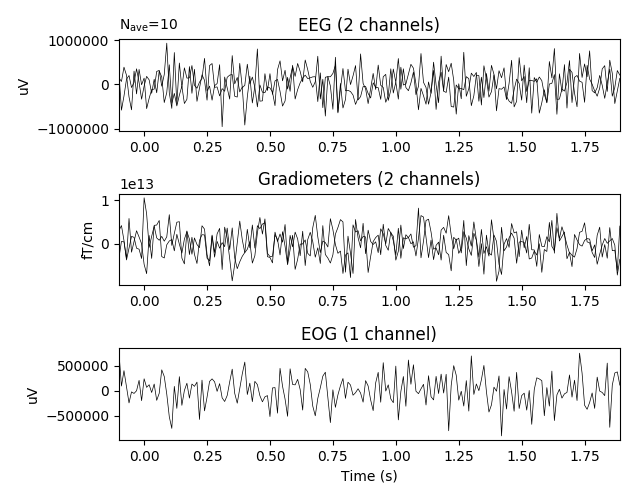 N_ave=10
EEG (2 channels)
1000000
0
−1000000
uV
0.00 0.25 0.50 0.75 1.00 1.25 1.50 1.75
1e13
Gradiometers (2 channels)
1
0
fT/cm
0.00 0.25 0.50 0.75 1.00 1.25 1.50 1.75
EOG (1 channel)
500000
0
−500000
uV
0.00 0.25 0.50 0.75 1.00 1.25 1.50 1.75
Time (s)